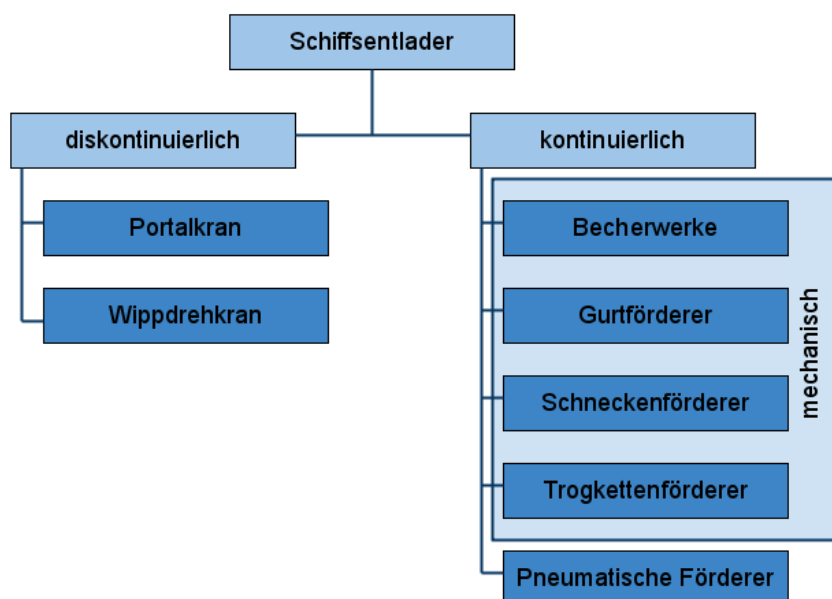 Schiffsentlader
diskontinuierlich
kontinuierlich
Portalkran
Wippdrehkran
Becherwerke
Gurtförderer
Schneckenförderer
Trogkettenförderer
mechanisch
Pneumatische Förderer